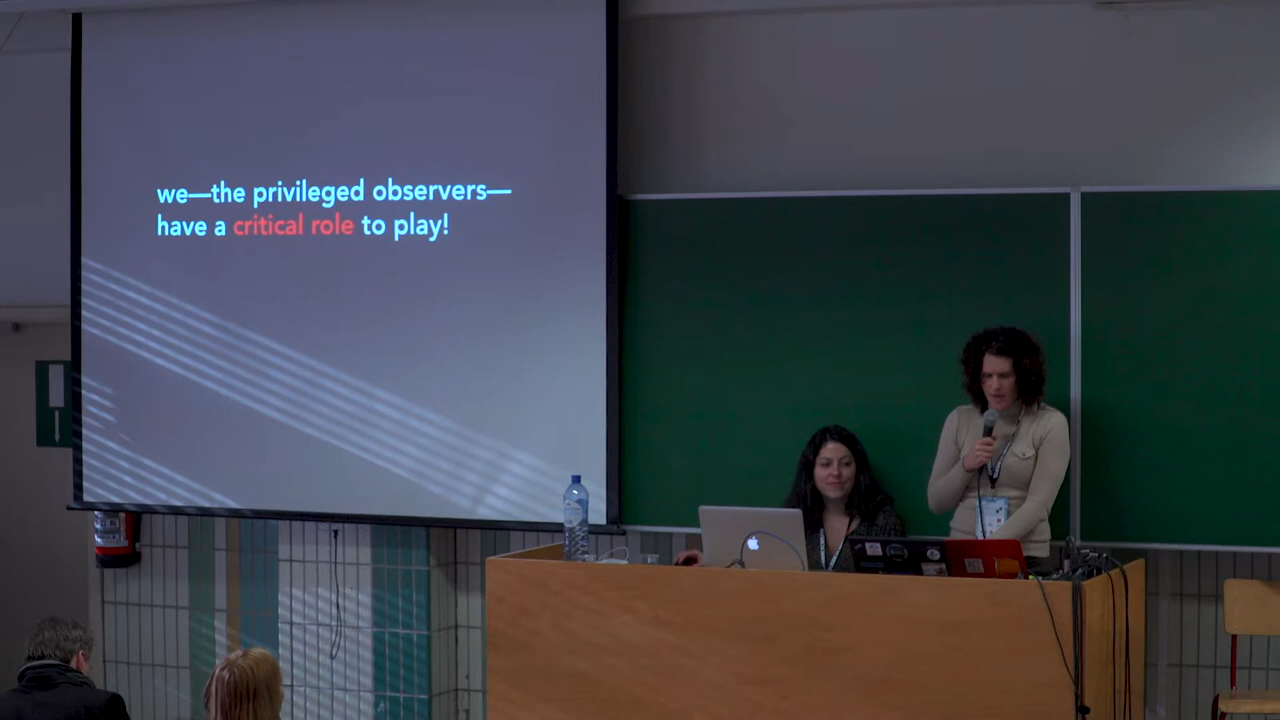 we—the privileged observers—
have a critical role to play!